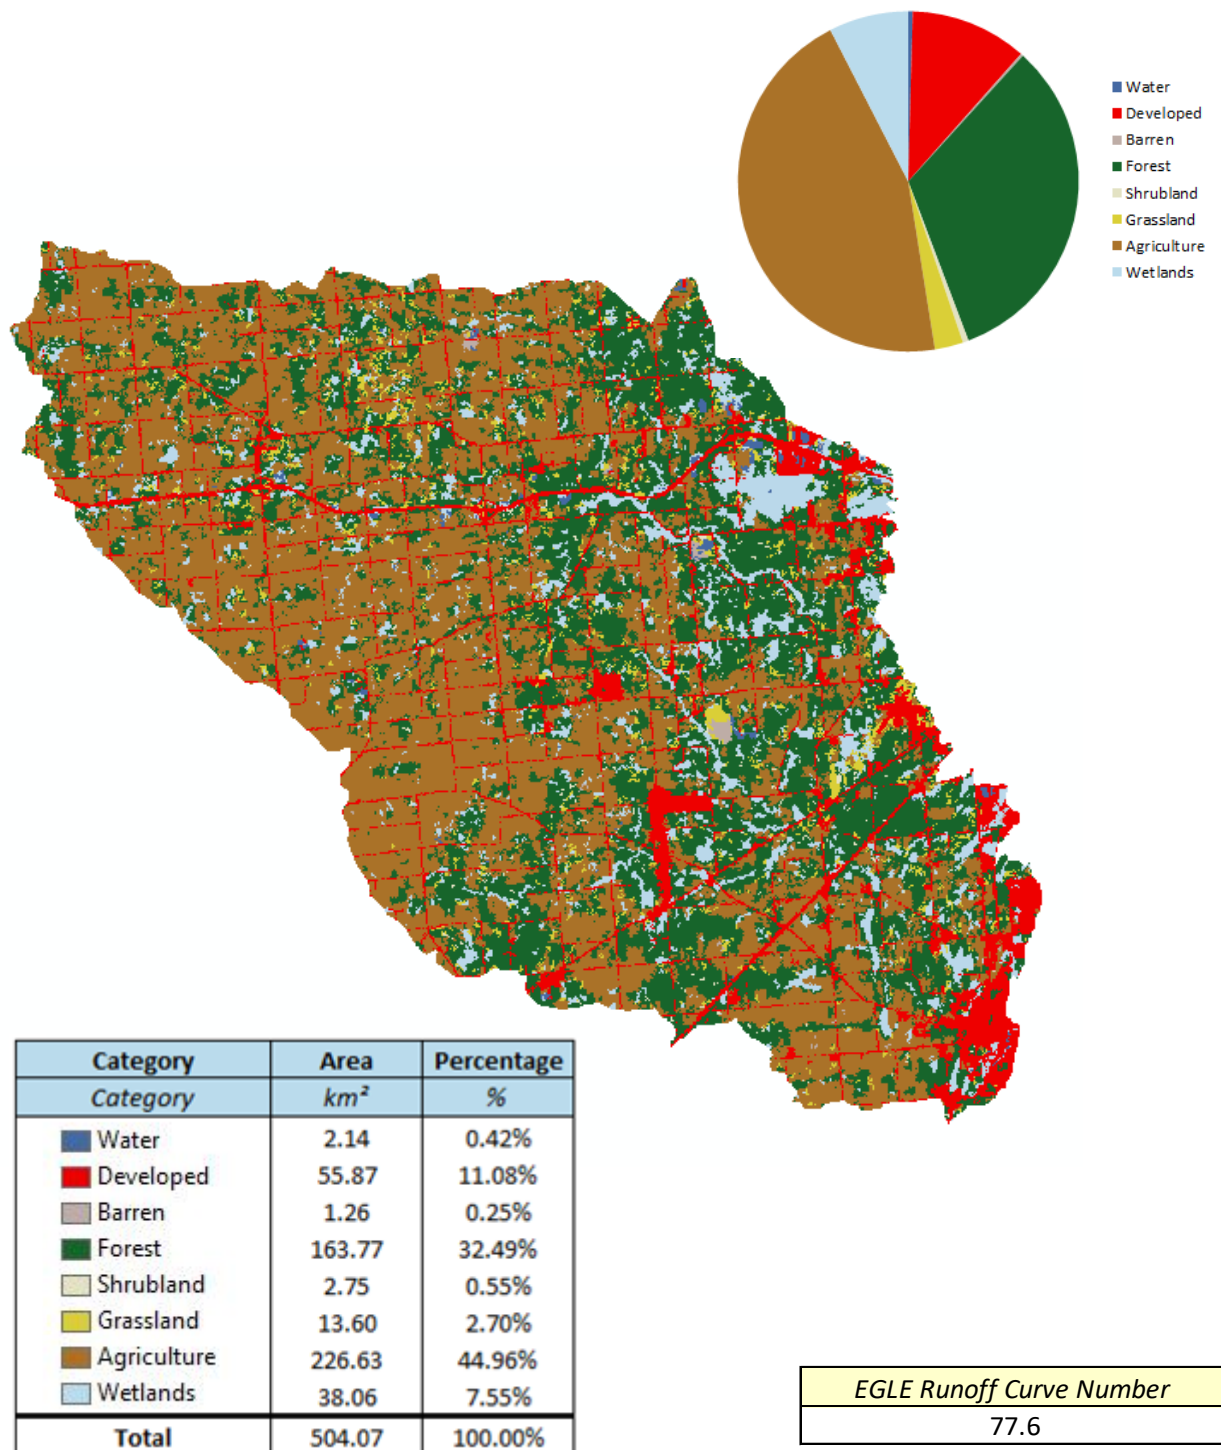 Water
Developed
Barren
Forest
Shrubland
Grassland
Agriculture
Wetlands
Category Area Percentage
Category km² %
Water 2.14 0.42%
Developed 55.87 11.08%
Barren 1.26 0.25%
Forest 163.77 32.49%
Shrubland 2.75 0.55%
Grassland 13.60 2.70%
Agriculture 226.63 44.96%
Wetlands 38.06 7.55%
Total 504.07 100.00%
EGLE Runoff Curve Number
77.6